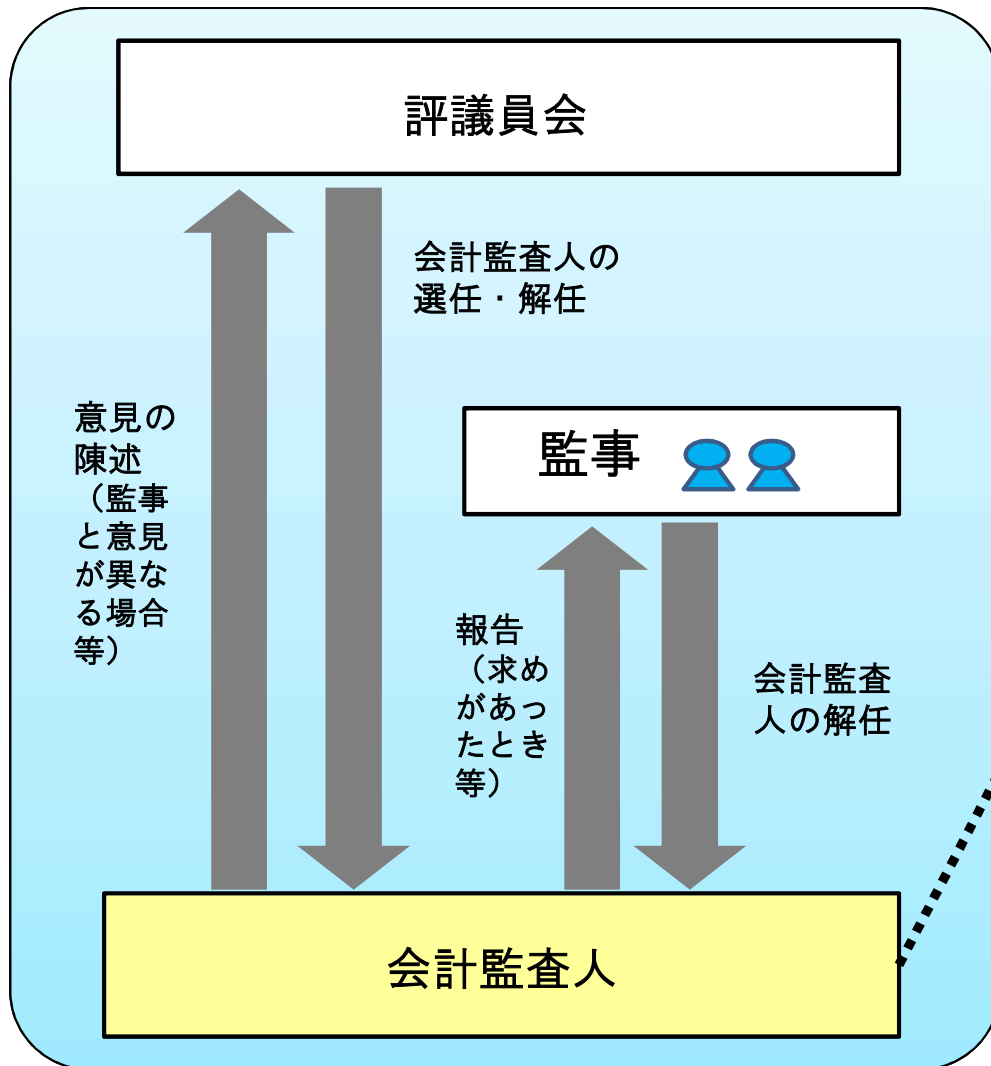 評議員会
会計監査人の
選任・解任
意見の
陳述
（監事
と意見
が異な
る場合
等）
監事
報告
（求め
があっ
たとき
等）
会計監査
人の解任
会計監査人